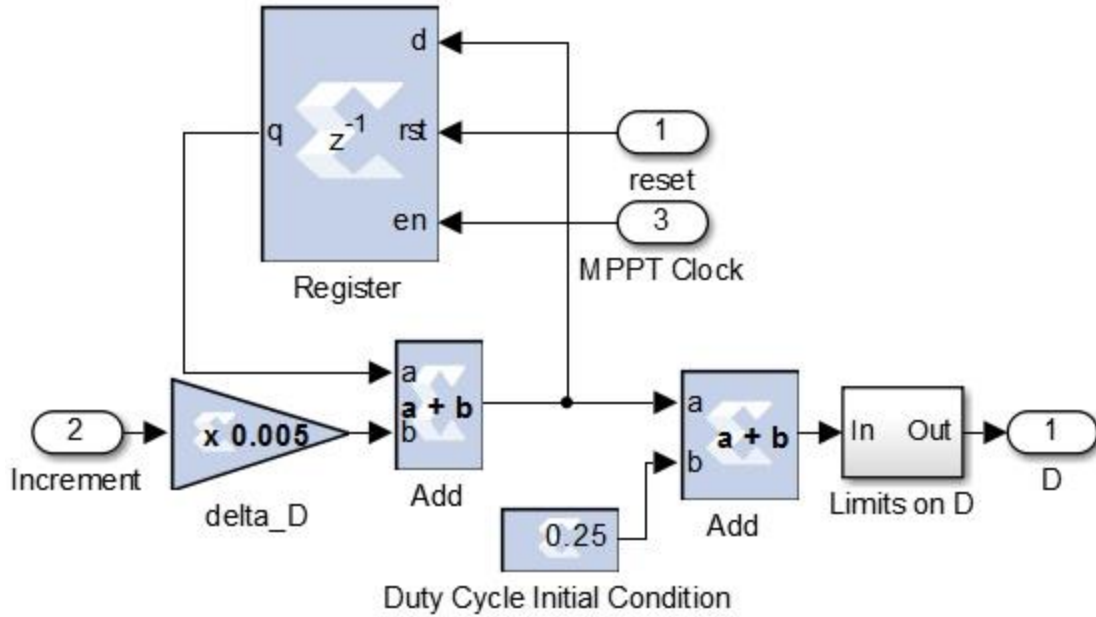 d
q
z-1
rst
1
reset
en
3
MPPT Clock
Register
a
a + b
b
2
Increment
x 0.005
delta_D
Add
a
a + b
b
In Out
1
D
Limits on D
Add
0.25
Duty Cycle Initial Condition